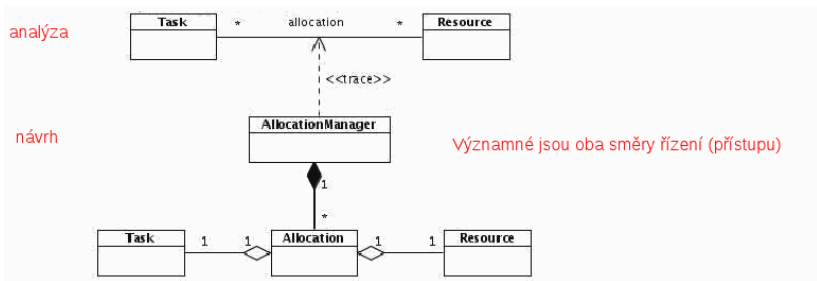 analýza
Task * allocation * Resource
<<trace>>
návrh
AllocationManager
Významné jsou oba směry řízení (přístupu)
1
*
Task 1 1 Allocation 1 1 Resource